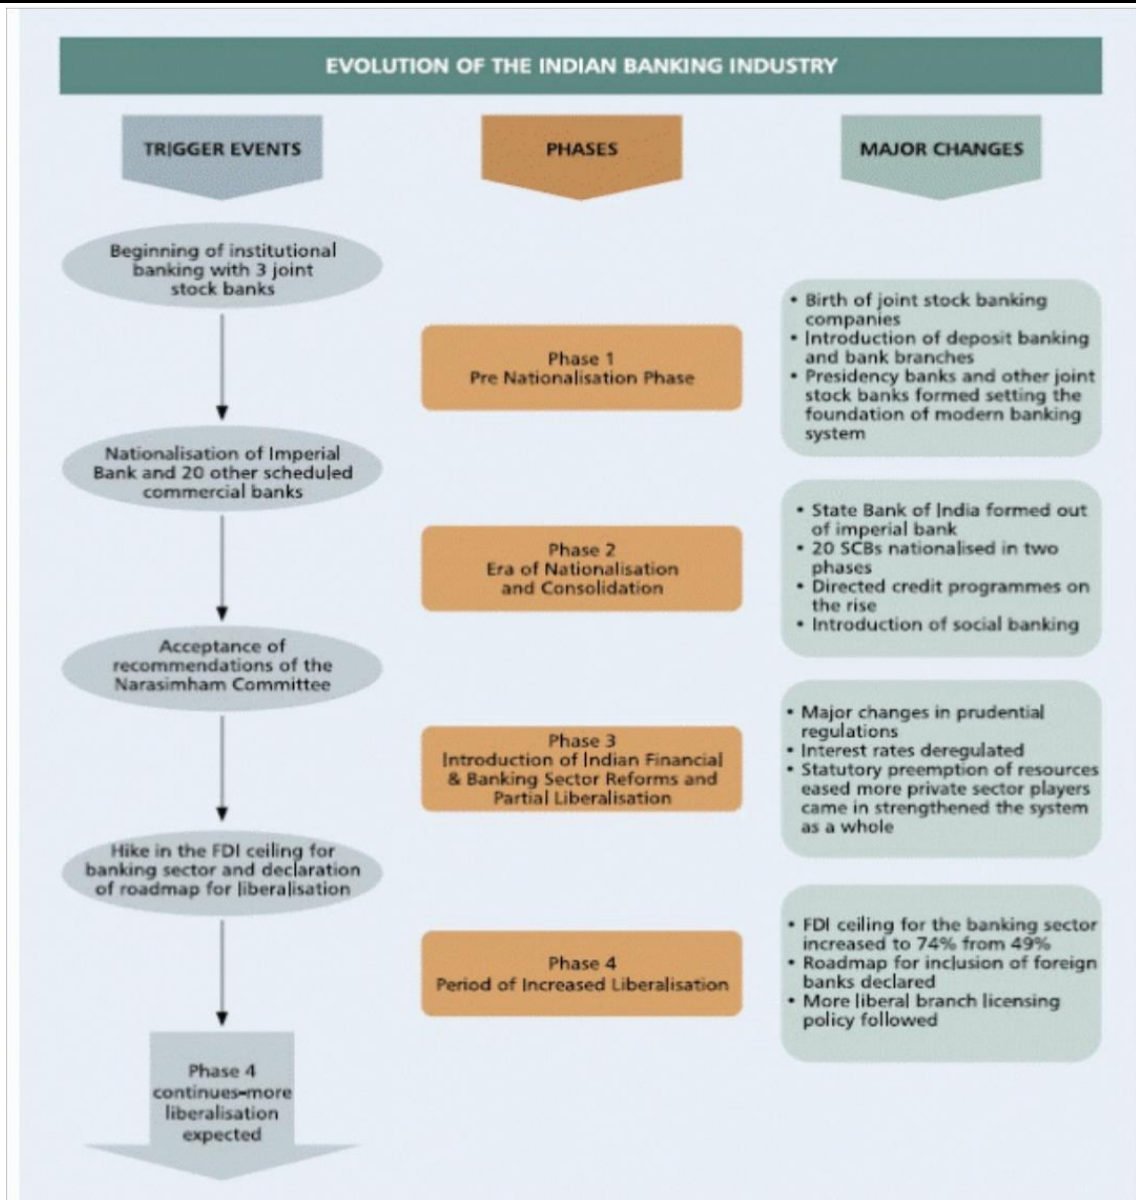 EVOLUTION OF THE INDIAN BANKING INDUSTRY
TRIGGER EVENTS
PHASES
MAJOR CHANGES
Beginning of institutional
banking with 3 joint
stock banks
Phase 1
Pre Nationalisation Phase
• Birth of joint stock banking
companies
• Introduction of deposit banking
and bank branches
• Presidency banks and other joint
stock banks formed setting the
foundation of modern banking
system
Nationalisation of Imperial
Bank and 20 other scheduled
commercial banks
Phase 2
Era of Nationalisation
and Consolidation
• State Bank of India formed out
of imperial bank
• 20 SCBs nationalised in two
phases
• Directed credit programmes on
the rise
• Introduction of social banking
Acceptance of
recommendations of the
Narasimham Committee
Phase 3
Introduction of Indian Financial
& Banking Sector Reforms and
Partial Liberalisation
• Major changes in prudential
regulations
• Interest rates deregulated
• Statutory preemption of resources
eased more private sector players
came in strengthened the system
as a whole
Hike in the FDI ceiling for
banking sector and declaration
of roadmap for liberalisation
Phase 4
Period of Increased Liberalisation
• FDI ceiling for the banking sector
increased to 74% from 49%
• Roadmap for inclusion of foreign
banks declared
• More liberal branch licensing
policy followed
Phase 4
continues-more
liberalisation
expected